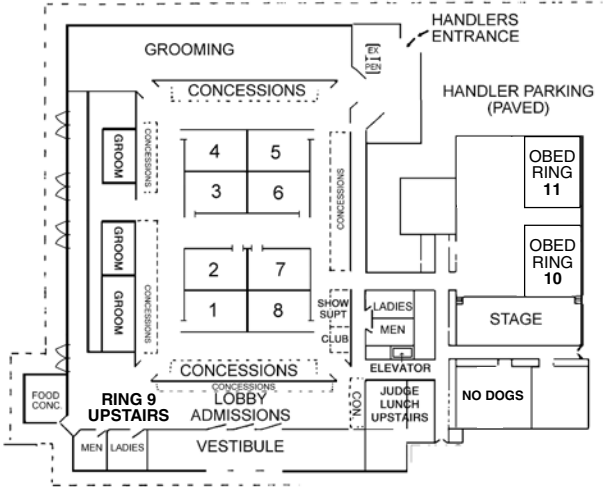 HANDLERS
ENTRANCE
GROOMING
EX
PEN
CONCESSIONS
HANDLER PARKING
(PAVED)
GROOM
CONCESSIONS
4
5
3
6
CONCESSIONS
OBED
RING
11
GROOM
GROOM
CONCESSIONS
2
7
1
8
OBED
RING
10
SHOW
SUPT
CLUB
LADIES
MEN
STAGE
ELEVATOR
CONCESSIONS
CONCESSIONS
FOOD
CONC.
RING 9
UPSTAIRS
LOBBY
ADMISSIONS
CON.
JUDGE
LUNCH
UPSTAIRS
NO DOGS
MEN
LADIES
VESTIBULE